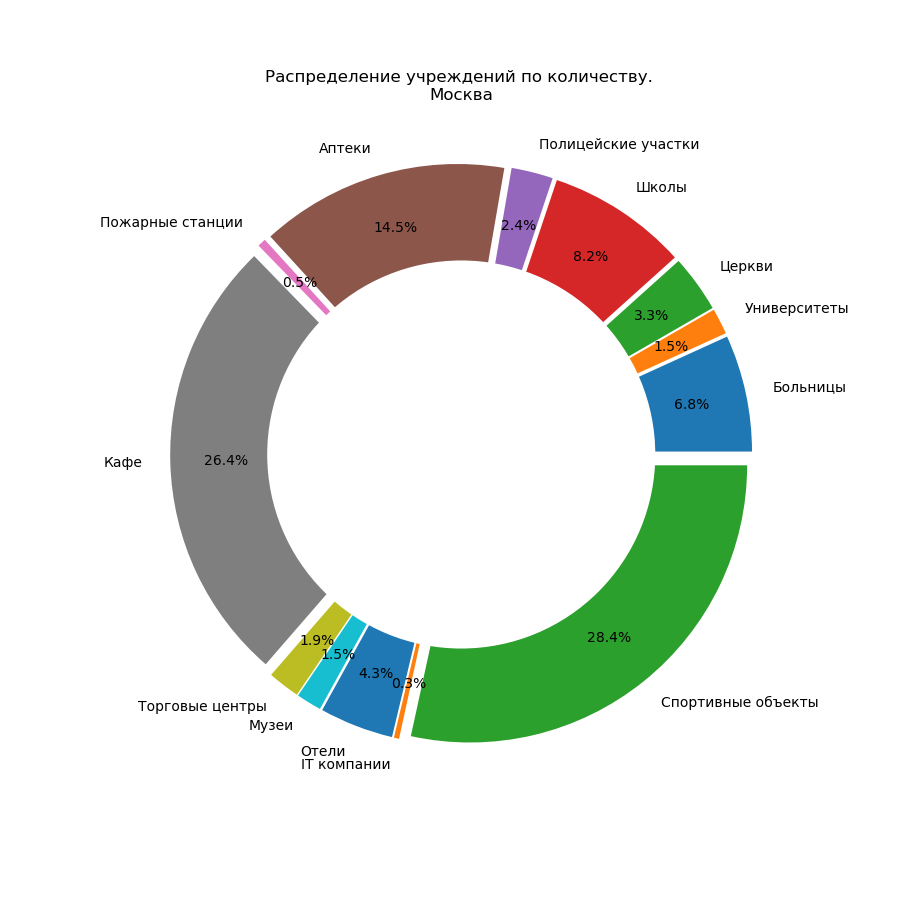 Распределение учреждений по количеству.
Москва
Полицейские участки
Аптеки
Школы
Пожарные станции
2.4%
14.5%
8.2%
Церкви
0.5%
Университеты
3.3%
1.5%
Больницы
6.8%
Кафе
26.4%
28.4%
1.9%
1.5%
4.3%
0.3%
Спортивные объекты
Торговые центры
Музеи
Отели
IT компании